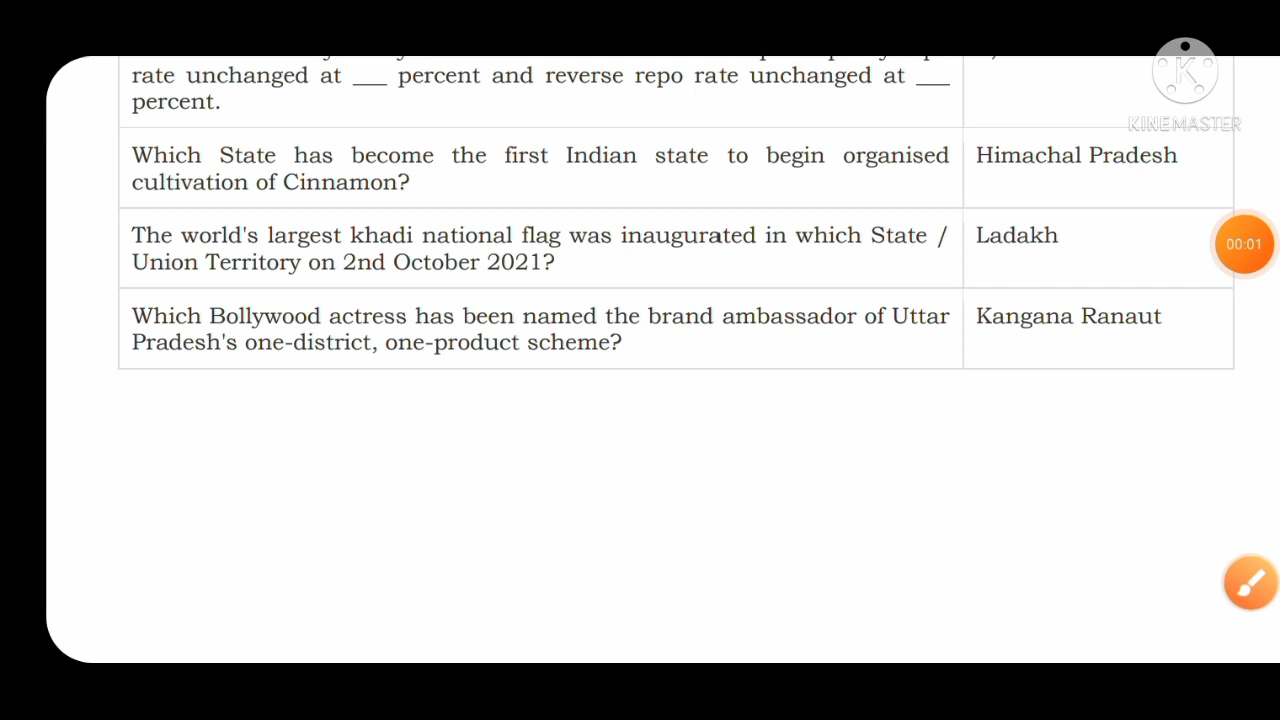 rate unchanged at ___ percent and reverse repo rate unchanged at ___
percent.
KINEMASTER
Which State has become the first Indian state to begin organised
cultivation of Cinnamon?
Himachal Pradesh
The world's largest khadi national flag was inaugurated in which State /
Union Territory on 2nd October 2021?
Ladakh
00:01
Which Bollywood actress has been named the brand ambassador of Uttar
Pradesh's one-district, one-product scheme?
Kangana Ranaut